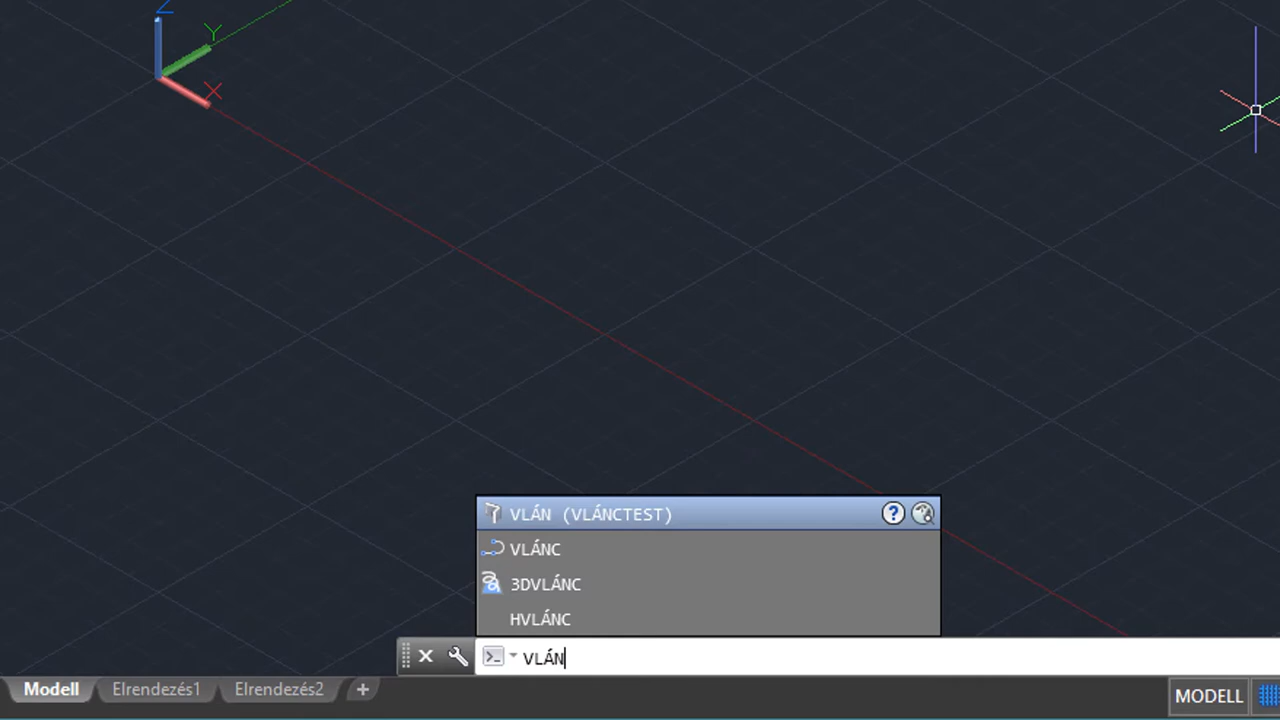 Z
Y
X
VLÁN (VLÁNCTEST)
VLÁNC
3DVLÁNC
HVLÁNC
VLÁN
Modell Elrendezés1 Elrendezés2 +
MODELL